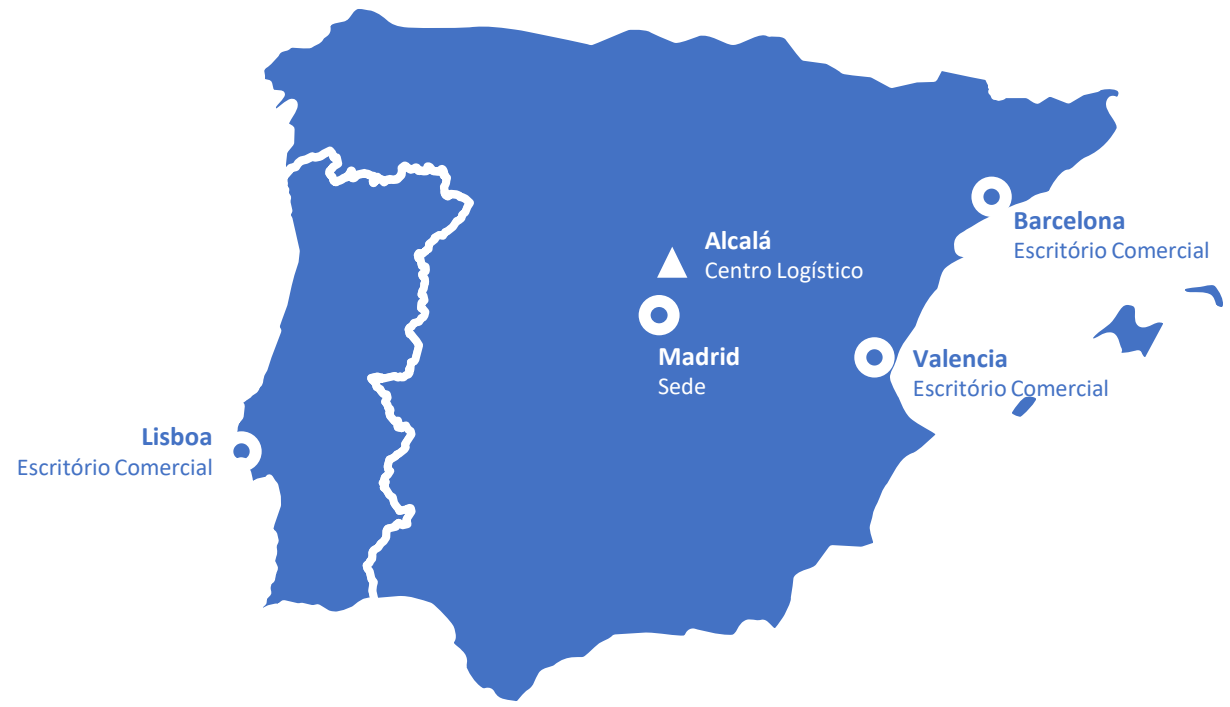 Barcelona
Escritório Comercial
Alcalá
Centro Logístico
Madrid
Sede
Valencia
Escritório Comercial
Lisboa
Escritório Comercial